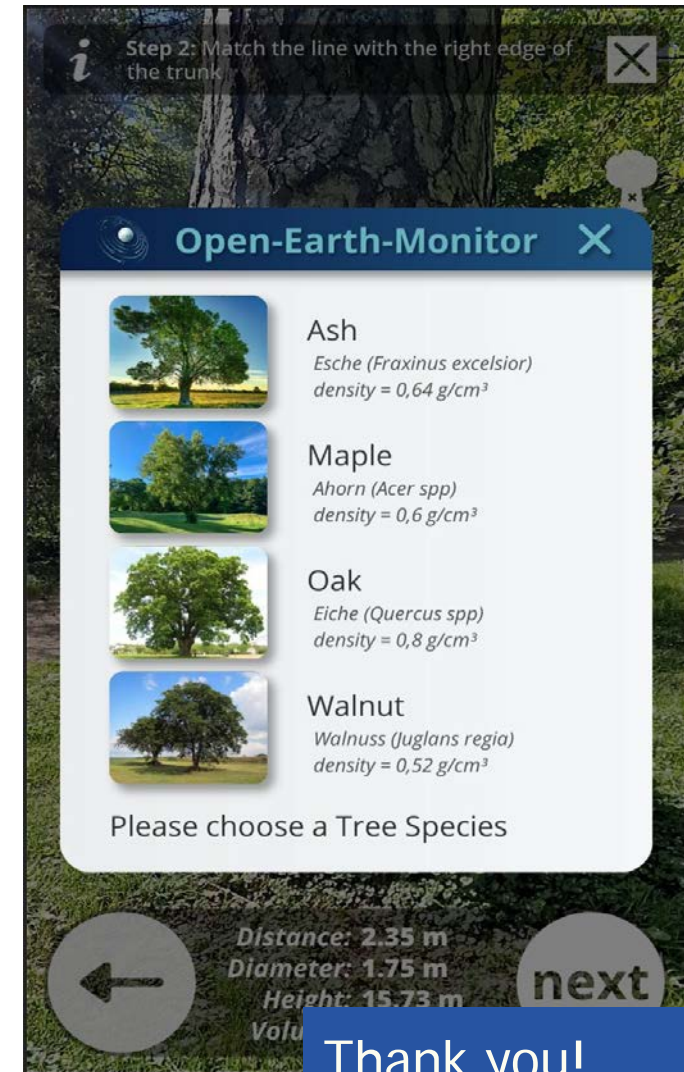 i
Step 2: Match the line with the right edge of
the trunk
Open-Earth-Monitor
Ash
Esche (Fraxinus excelsior)
density = 0,64 g/cm³
Maple
Ahorn (Acer spp)
density = 0,6 g/cm³
Oak
Eiche (Quercus spp)
density = 0,8 g/cm³
Walnut
Walnuss (Juglans regia)
density = 0,52 g/cm³
Please choose a Tree Species
Distance: 2.35 m
Diameter: 1.75 m
Height: 15.73 m
next
Thank you!